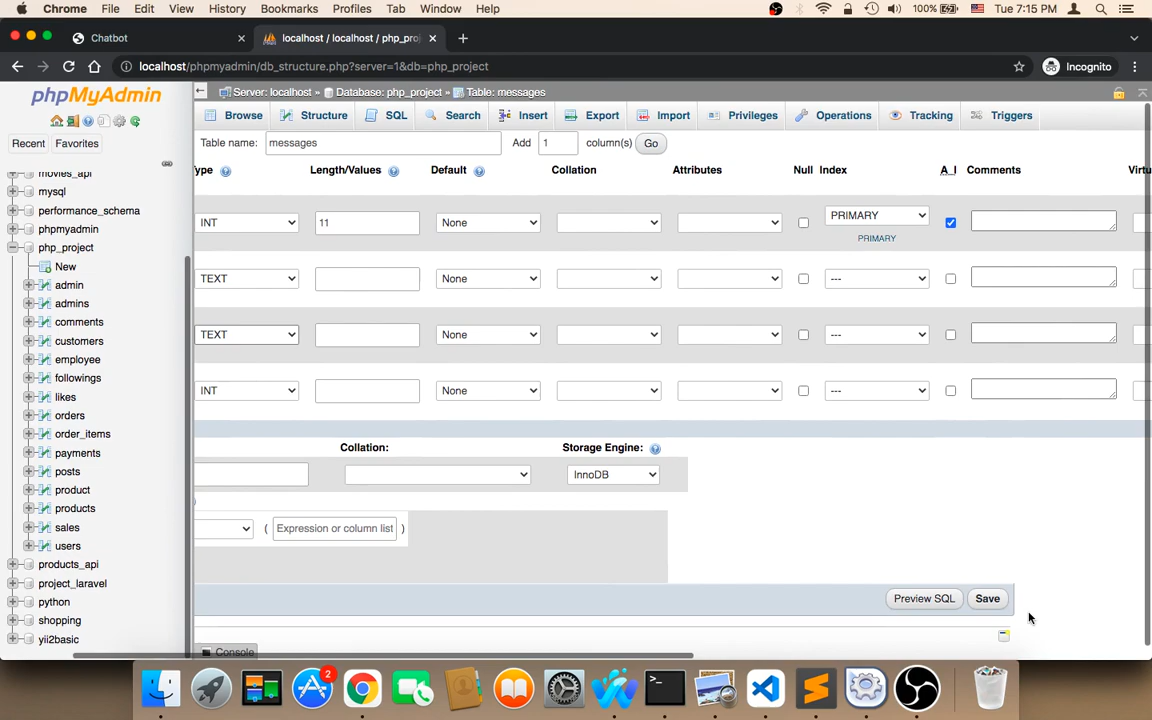 Chrome File Edit View History Bookmarks Profiles Tab Window Help 100% Tue 7:15 PM
Chatbot localhost / localhost / php_pro
localhost/phpmyadmin/db_structure.php?server=1&db=php_project Incognito
phpMyAdmin
Recent Favorites
movies_api
mysql
performance_schema
phpmyadmin
php_project
New
admin
admins
comments
customers
employee
followings
likes
orders
order_items
payments
posts
product
products
sales
users
products_api
project_laravel
python
shopping
yii2basic
Server: localhost » Database: php_project » Table: messages
Browse Structure SQL Search Insert Export Import Privileges Operations Tracking Triggers
Table name: messages Add 1 column(s) Go
ype Length/Values Default Collation Attributes Null Index A_I Comments Virtu
INT 11 None PRIMARY
PRIMARY
TEXT None ---
TEXT None ---
INT None ---
Collation: Storage Engine:
InnoDB
( Expression or column list )
Preview SQL Save
Console
2